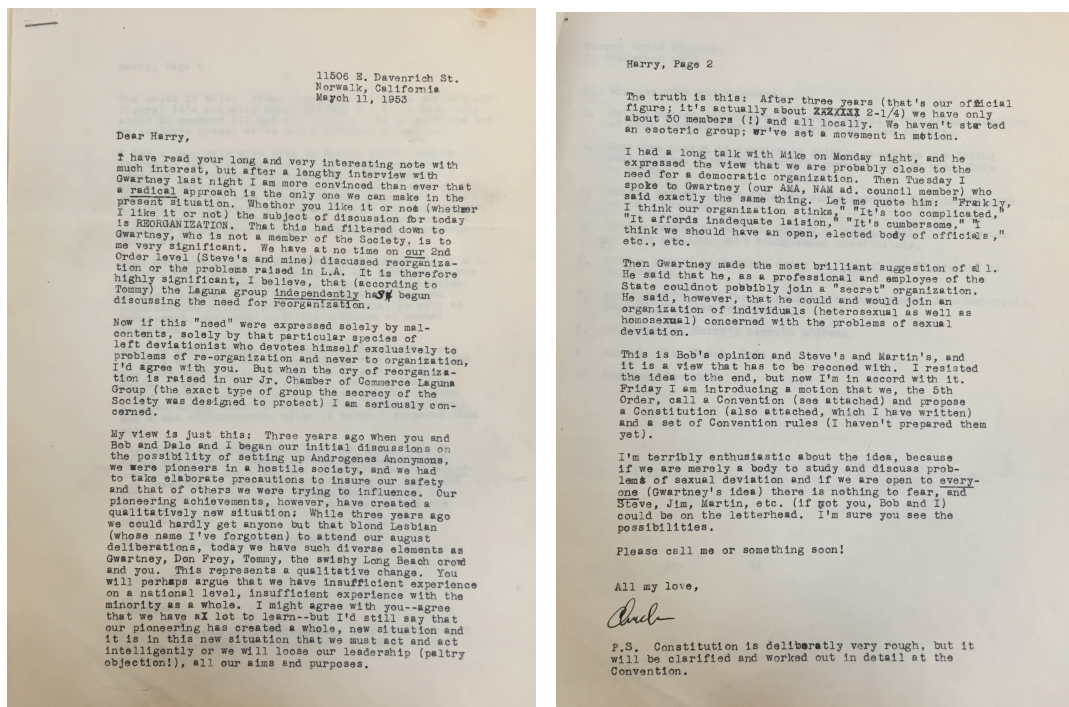 11506 E. Davenrich St.
Norwalk, California
March 11, 1953
Dear Harry,
I have read your long and very interesting note with
much interest, but after a lengthy interview with
Gwartney last night I am more convinced than ever that
a radical approach is the only one we can make in the
present situation. Whether you like it or not (whether
I like it or not) the subject of discussion for today
is REORGANIZATION. That this had filtered down to
Gwartney, who is not a member of the Society, is to
me very significant. We have at no time on our 2nd
Order level (Steve's and mine) discussed reorganiza-
tion or the problems raised in L.A. It is therefore
highly significant, I believe, that (according to
Tommy) the Laguna group independently has begun
discussing the need for reorganization.
Now if this "need" were expressed solely by mal-
contents, solely by that particular species of
left deviationist who devotes himself exclusively to
problems of re-organization and never to organization,
I'd agree with you. But when the cry of reorganiza-
tion is raised in our Jr. Chamber of Commerce Laguna
Group (the exact type of group the secrecy of the
Society was designed to protect) I am seriously con-
cerned.
My view is just this: Three years ago when you and
Bob and Dale and I began our initial discussions on
the possibility of setting up Androgenes Anonymous,
we were pioneers in a hostile society, and we had
to take elaborate precautions to insure our safety
and that of others we were trying to influence. Our
pioneering achievements, however, have created a
qualitatively new situation: While three years ago
we could hardly get anyone but that blond Lesbian
(whose name I've forgotten) to attend our august
deliberations, today we have such diverse elements as
Gwartney, Don Frey, Tommy, the swishy Long Beach crowd
and you. This represents a qualitative change. You
will perhaps argue that we have insufficient experience
on a national level, insufficient experience with the
minority as a whole. I might agree with you--agree
that we have a lot to learn--but I'd still say that
our pioneering has created a whole, new situation and
it is in this new situation that we must act and act
intelligently or we will loose our leadership (paltry
objection!), all our aims and purposes.
Harry, Page 2
The truth is this: After three years (that's our official
figure; it's actually about 2-1/4) we have only
about 30 members (!) and all locally. We haven't started
an esoteric group; wr've set a movement in motion.
I had a long talk with Mike on Monday night, and he
expressed the view that we are probably close to the
need for a democratic organization. Then Tuesday I
spoke to Gwartney (our AMA, NAM ad. council member) who
said exactly the same thing. Let me quote him: "Frankly,
I think our organization stinks," "It's too complicated,"
"It affords inadequate laision," "It's cumbersome," "I
think we should have an open, elected body of officials,"
etc., etc.
Then Gwartney made the most brilliant suggestion of all.
He said that he, as a professional and employee of the
State couldnot pobbibly join a "secret" organization.
He said, however, that he could and would join an
organization of individuals (heterosexual as well as
homosexual) concerned with the problems of sexual
deviation.
This is Bob's opinion and Steve's and Martin's, and
it is a view that has to be reconed with. I resisted
the idea to the end, but now I'm in accord with it.
Friday I am introducing a motion that we, the 5th
Order, call a Convention (see attached) and propose
a Constitution (also attached, which I have written)
and a set of Convention rules (I haven't prepared them
yet).
I'm terribly enthusiastic about the idea, because
if we are merely a body to study and discuss prob-
lems of sexual deviation and if we are open to every-
one (Gwartney's idea) there is nothing to fear, and
Steve, Jim, Martin, etc. (if not you, Bob and I)
could be on the letterhead. I'm sure you see the
possibilities.
Please call me or something soon!
All my love,
Chuck
P.S. Constitution is deliberatly very rough, but it
will be clarified and worked out in detail at the
Convention.